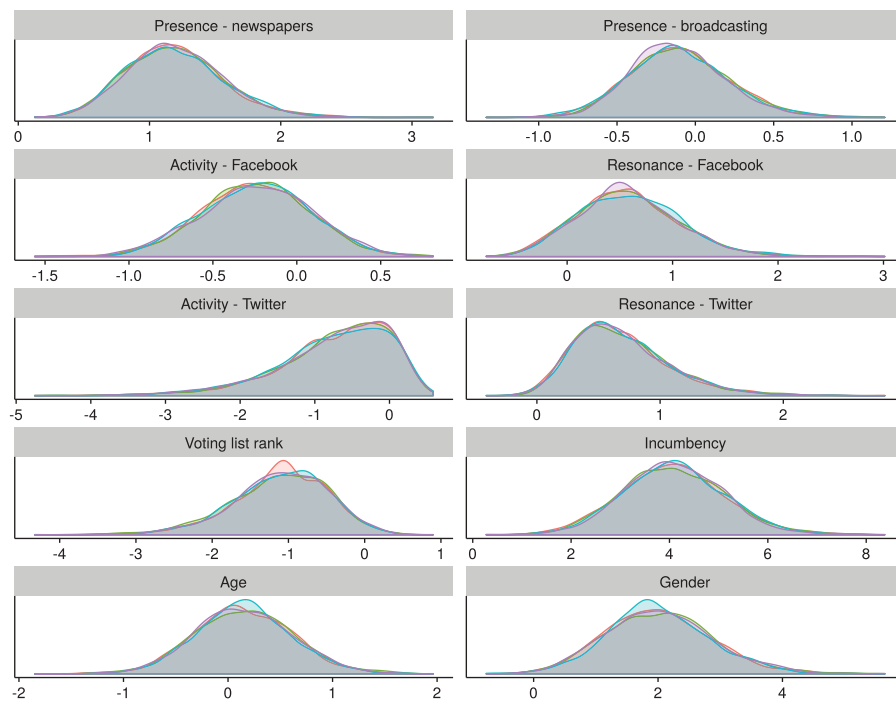 Presence - newspapers
Presence - broadcasting
0 1 2 3
-1.0 -0.5 0.0 0.5 1.0
Activity - Facebook
Resonance - Facebook
-1.5 -1.0 -0.5 0.0 0.5
0 1 2 3
Activity - Twitter
Resonance - Twitter
-5 -4 -3 -2 -1 0
0 1 2
Voting list rank
Incumbency
-4 -3 -2 -1 0 1
0 2 4 6 8
Age
Gender
-2 -1 0 1 2
0 2 4